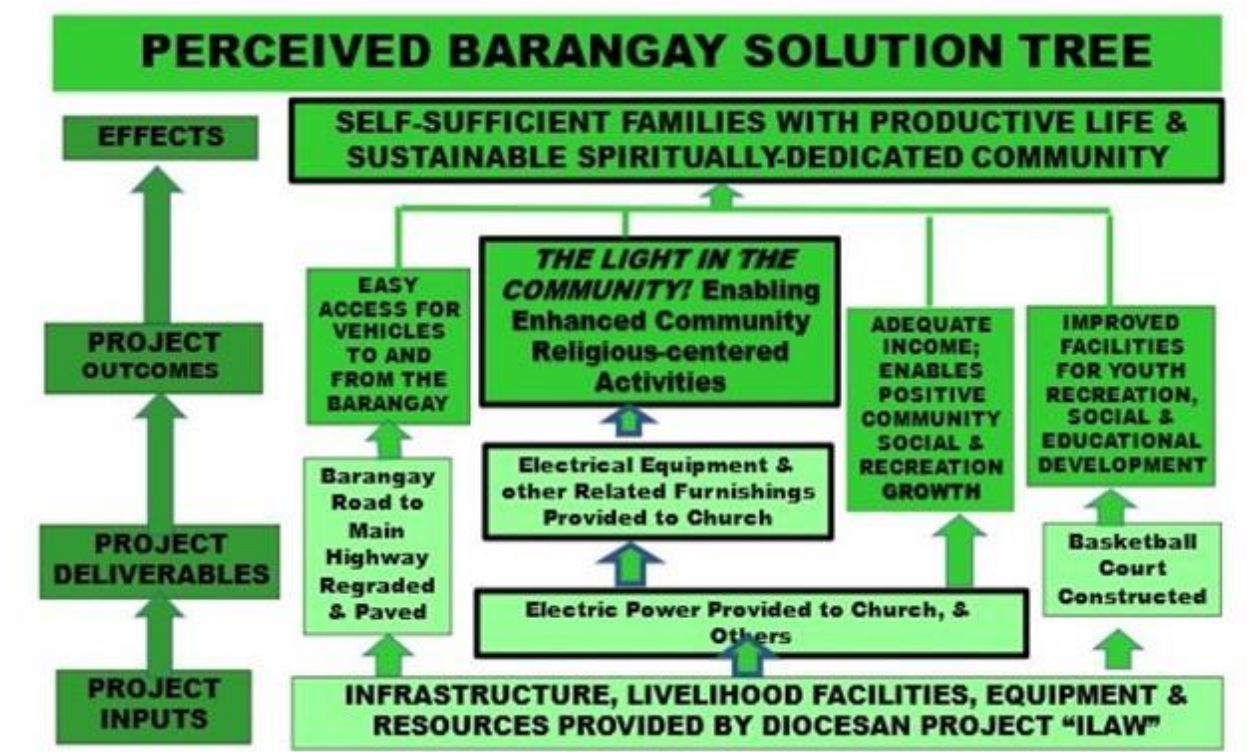 PERCEIVED BARANGAY SOLUTION TREE
EFFECTS
SELF-SUFFICIENT FAMILIES WITH PRODUCTIVE LIFE &
SUSTAINABLE SPIRITUALLY-DEDICATED COMMUNITY
PROJECT
OUTCOMES
EASY
ACCESS FOR
VEHICLES
TO AND
FROM THE
BARANGAY
THE LIGHT IN THE
COMMUNITY! Enabling
Enhanced Community
Religious-centered
Activities
ADEQUATE
INCOME;
ENABLES
POSITIVE
COMMUNITY
SOCIAL &
RECREATION
GROWTH
IMPROVED
FACILITIES
FOR YOUTH
RECREATION,
SOCIAL &
EDUCATIONAL
DEVELOPMENT
PROJECT
DELIVERABLES
Barangay
Road to
Main
Highway
Regraded
& Paved
Electrical Equipment &
other Related Furnishings
Provided to Church
Electric Power Provided to Church, &
Others
Basketball
Court
Constructed
PROJECT
INPUTS
INFRASTRUCTURE, LIVELIHOOD FACILITIES, EQUIPMENT &
RESOURCES PROVIDED BY DIOCESAN PROJECT “ILAW”